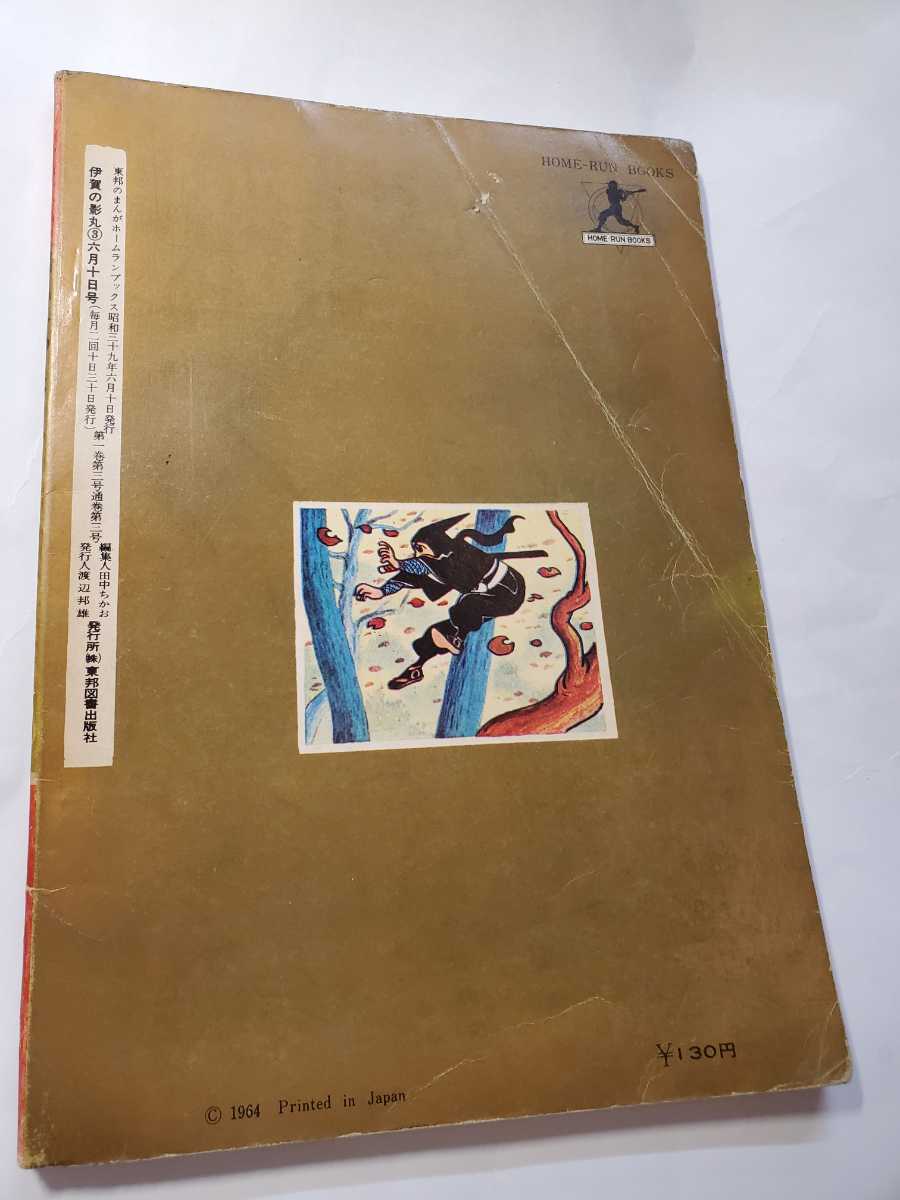 HOME-RUN BOOKS
HOME RUN BOOKS
東邦のまんがホームランブックス昭和三十九年六月十日発行
伊賀の影丸③六月十日号(毎月二回十日三十日発行)第一巻第三号通巻第三号
編集人田中ちかお
発行人渡辺邦雄
発行所㈱東邦図書出版社
¥130円
© 1964 Printed in Japan